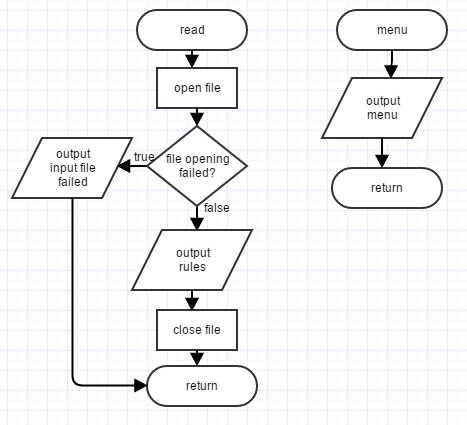 read
menu
open file
output
menu
true
file opening
failed?
output
input file
failed
return
false
output
rules
close file
return